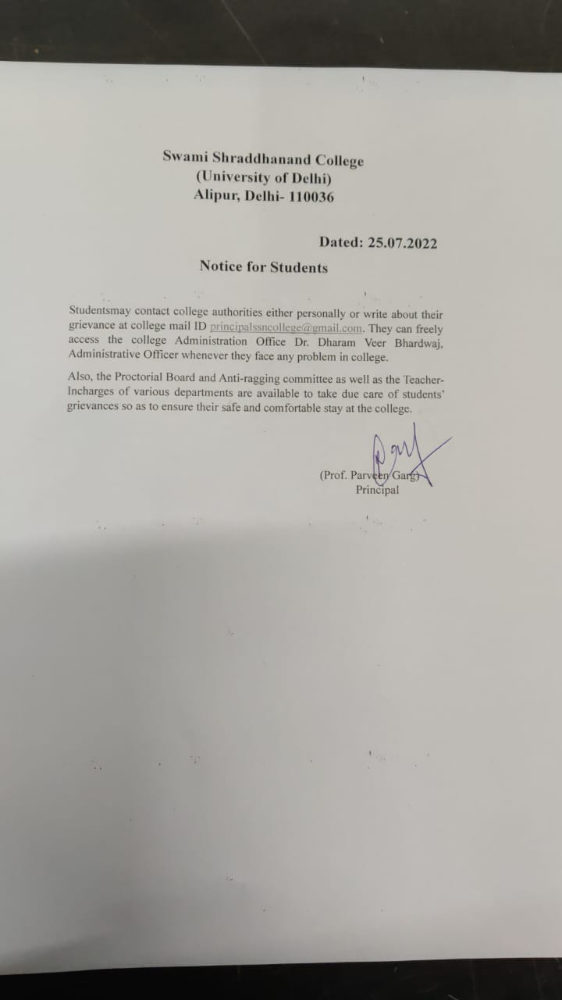 Swami Shraddhanand College
(University of Delhi)
Alipur, Delhi- 110036
Dated: 25.07.2022
Notice for Students
Studentsmay contact college authorities either personally or write about their
grievance at college mail ID principalssncollege@gmail.com. They can freely
access the college Administration Office Dr. Dharam Veer Bhardwaj,
Administrative Officer whenever they face any problem in college.
Also, the Proctorial Board and Anti-ragging committee as well as the Teacher-
Incharges of various departments are available to take due care of students'
grievances so as to ensure their safe and comfortable stay at the college.
(Prof. Parveen Garg)
Principal